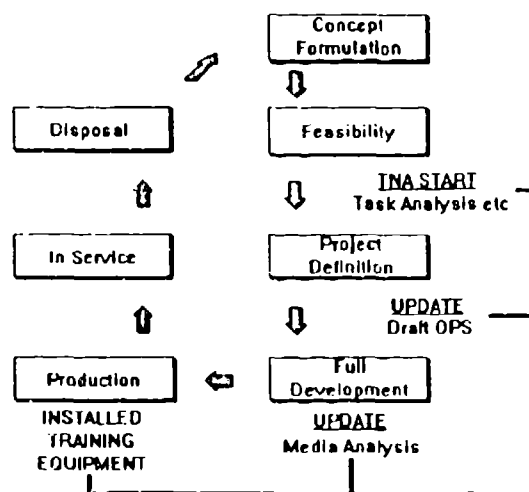 Concept
Formulation
Disposal
Feasibility
TNA START
Task Analysis etc
In Service
Project
Definition
UPDATE
Draft OPS
Production
Full
Development
INSTALLED
TRAINING
EQUIPMENT
UPDATE
Media Analysis